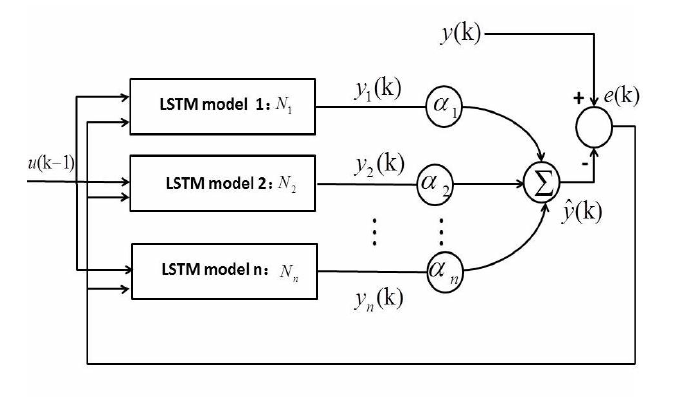 y(k)
+ e(k)
LSTM model 1: N₁ y₁(k) α₁
-
u(k−1)
LSTM model 2: N₂ y₂(k) α₂ Σ
ŷ(k)
LSTM model n: Nₙ αₙ
yₙ(k)